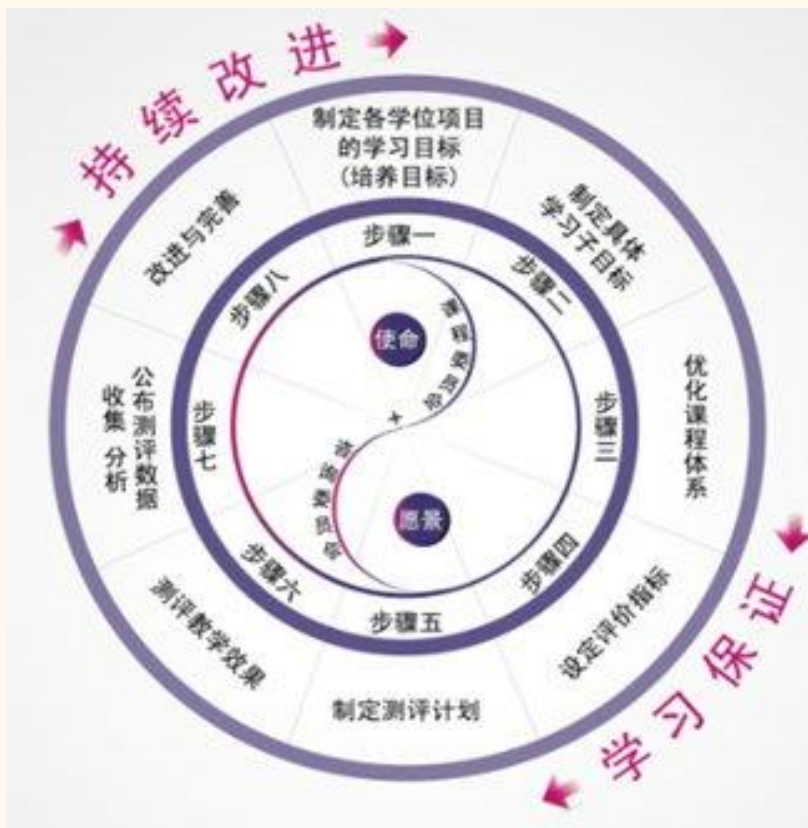 持续改进
制定各学位项目
的学习目标
(培养目标)
制定具体
学习子目标
优化课程体系
设定评价指标
制定测评计划
测评教学效果
公布测评数据
收集 分析
改进与完善
步骤一
步骤二
步骤三
步骤四
步骤五
步骤六
步骤七
步骤八
使命
愿景
学习保证